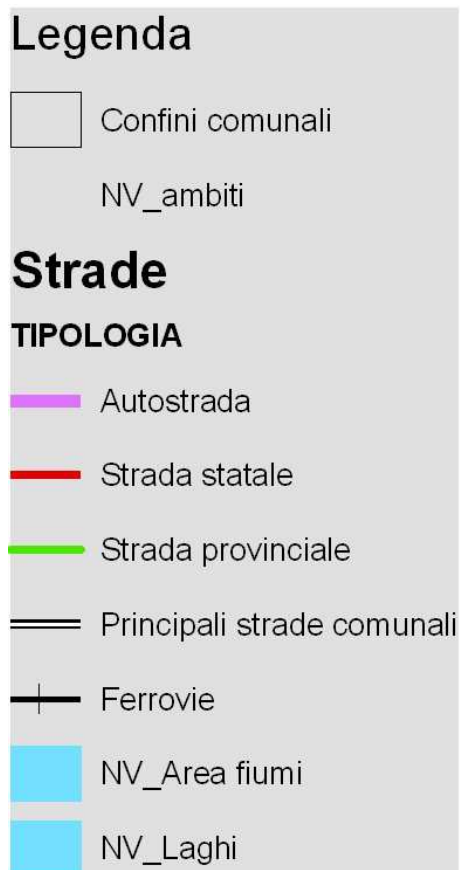 Legenda
Confini comunali
NV_ambiti
Strade
TIPOLOGIA
Autostrada
Strada statale
Strada provinciale
Principali strade comunali
Ferrovie
NV_Area fiumi
NV_Laghi